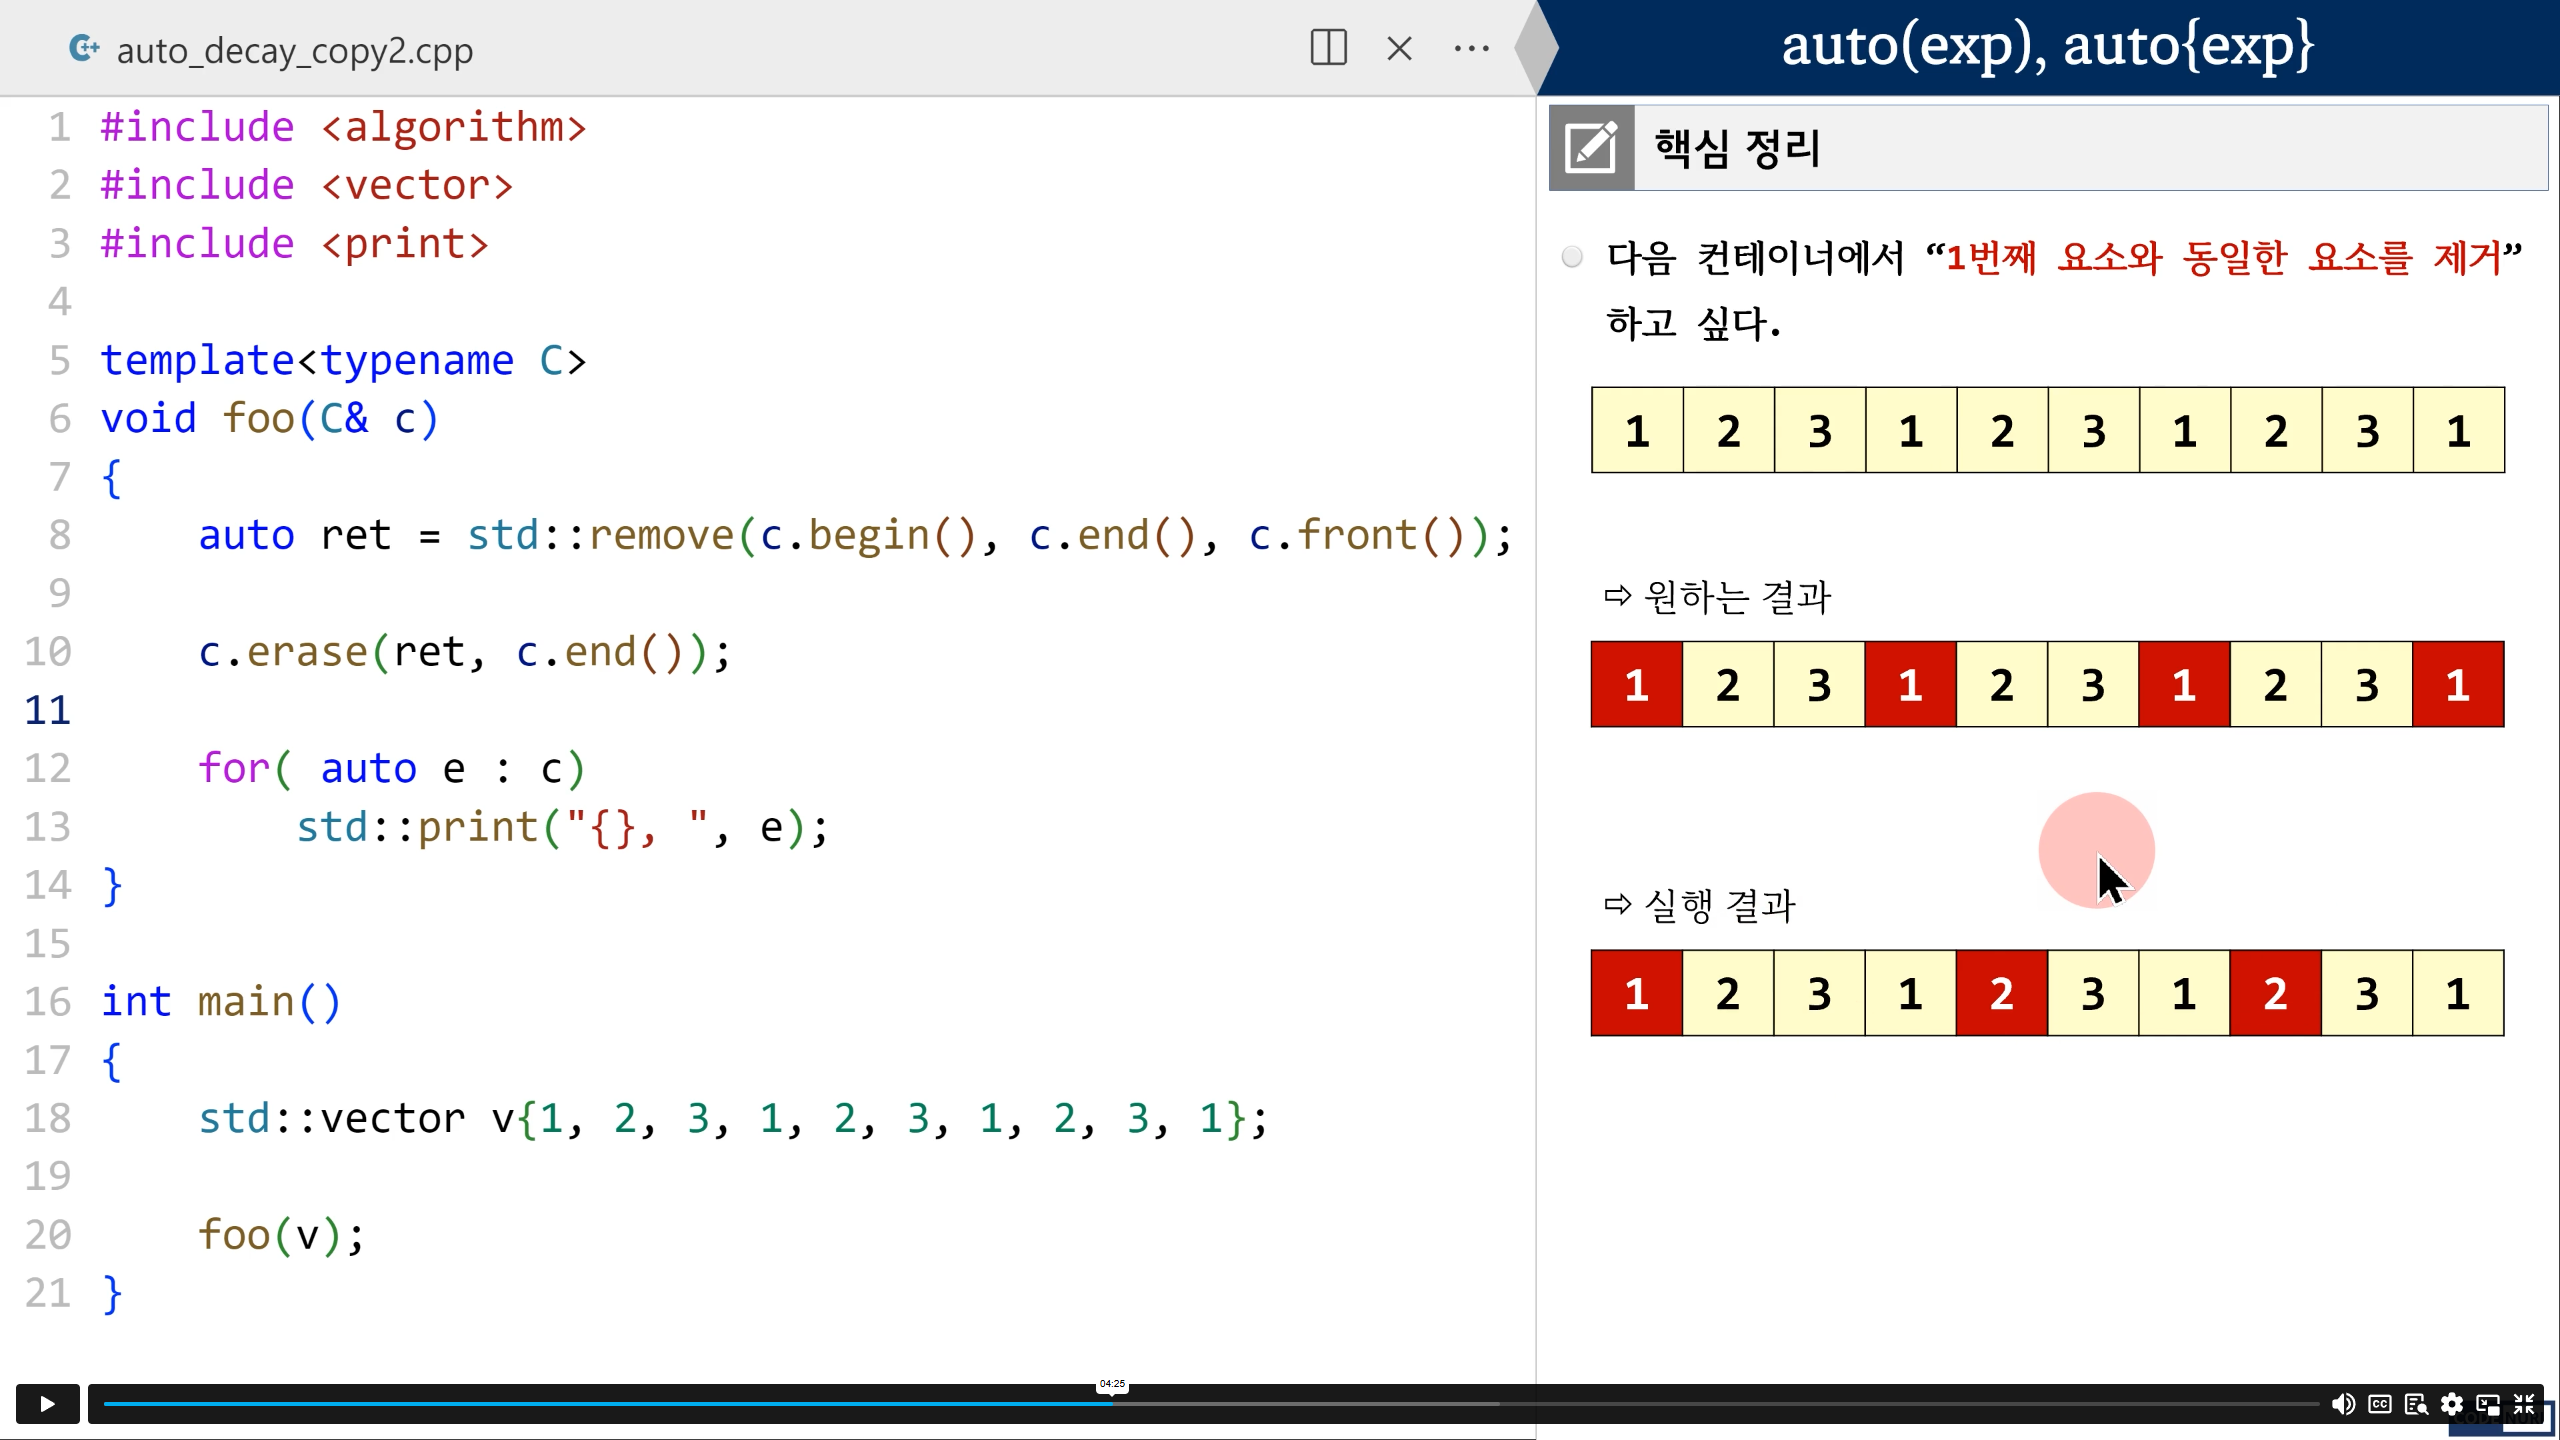 auto_decay_copy2.cpp
1 #include <algorithm>
2 #include <vector>
3 #include <print>
4
5 template<typename C>
6 void foo(C& c)
7 {
8     auto ret = std::remove(c.begin(), c.end(), c.front());
9
10     c.erase(ret, c.end());
11
12     for( auto e : c)
13         std::print("{}, ", e);
14 }
15
16 int main()
17 {
18     std::vector v{1, 2, 3, 1, 2, 3, 1, 2, 3, 1};
19
20     foo(v);
21 }
auto(exp), auto{exp}
핵심 정리
다음 컨테이너에서 “1번째 요소와 동일한 요소를 제거”
하고 싶다.
1 2 3 1 2 3 1 2 3 1
⇨ 원하는 결과
1 2 3 1 2 3 1 2 3 1
⇨ 실행 결과
1 2 3 1 2 3 1 2 3 1
04:25
CC